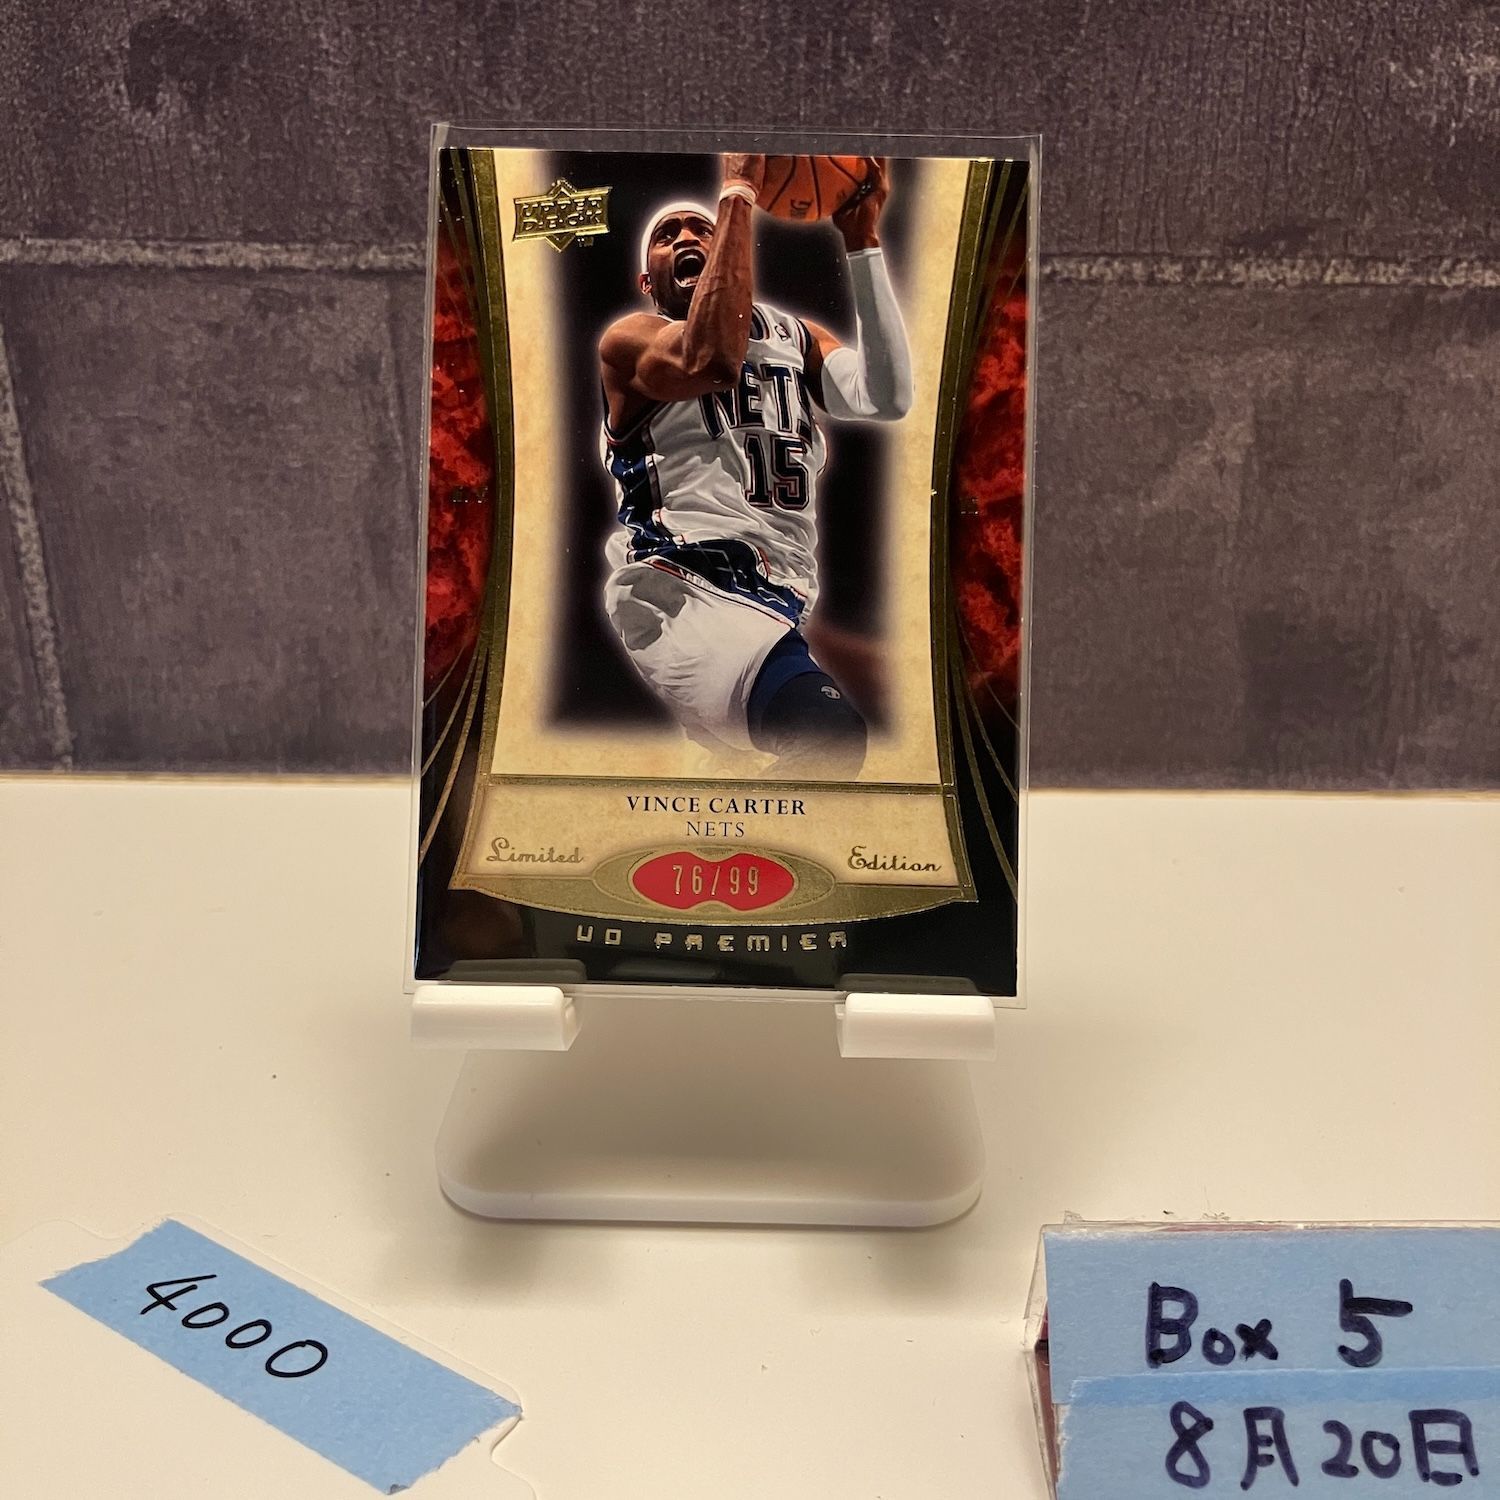 UPPER
DECK
NETS
15
VINCE CARTER
NETS
Limited Edition
76/99
UD PREMIER
4000
Box 5
8月20日